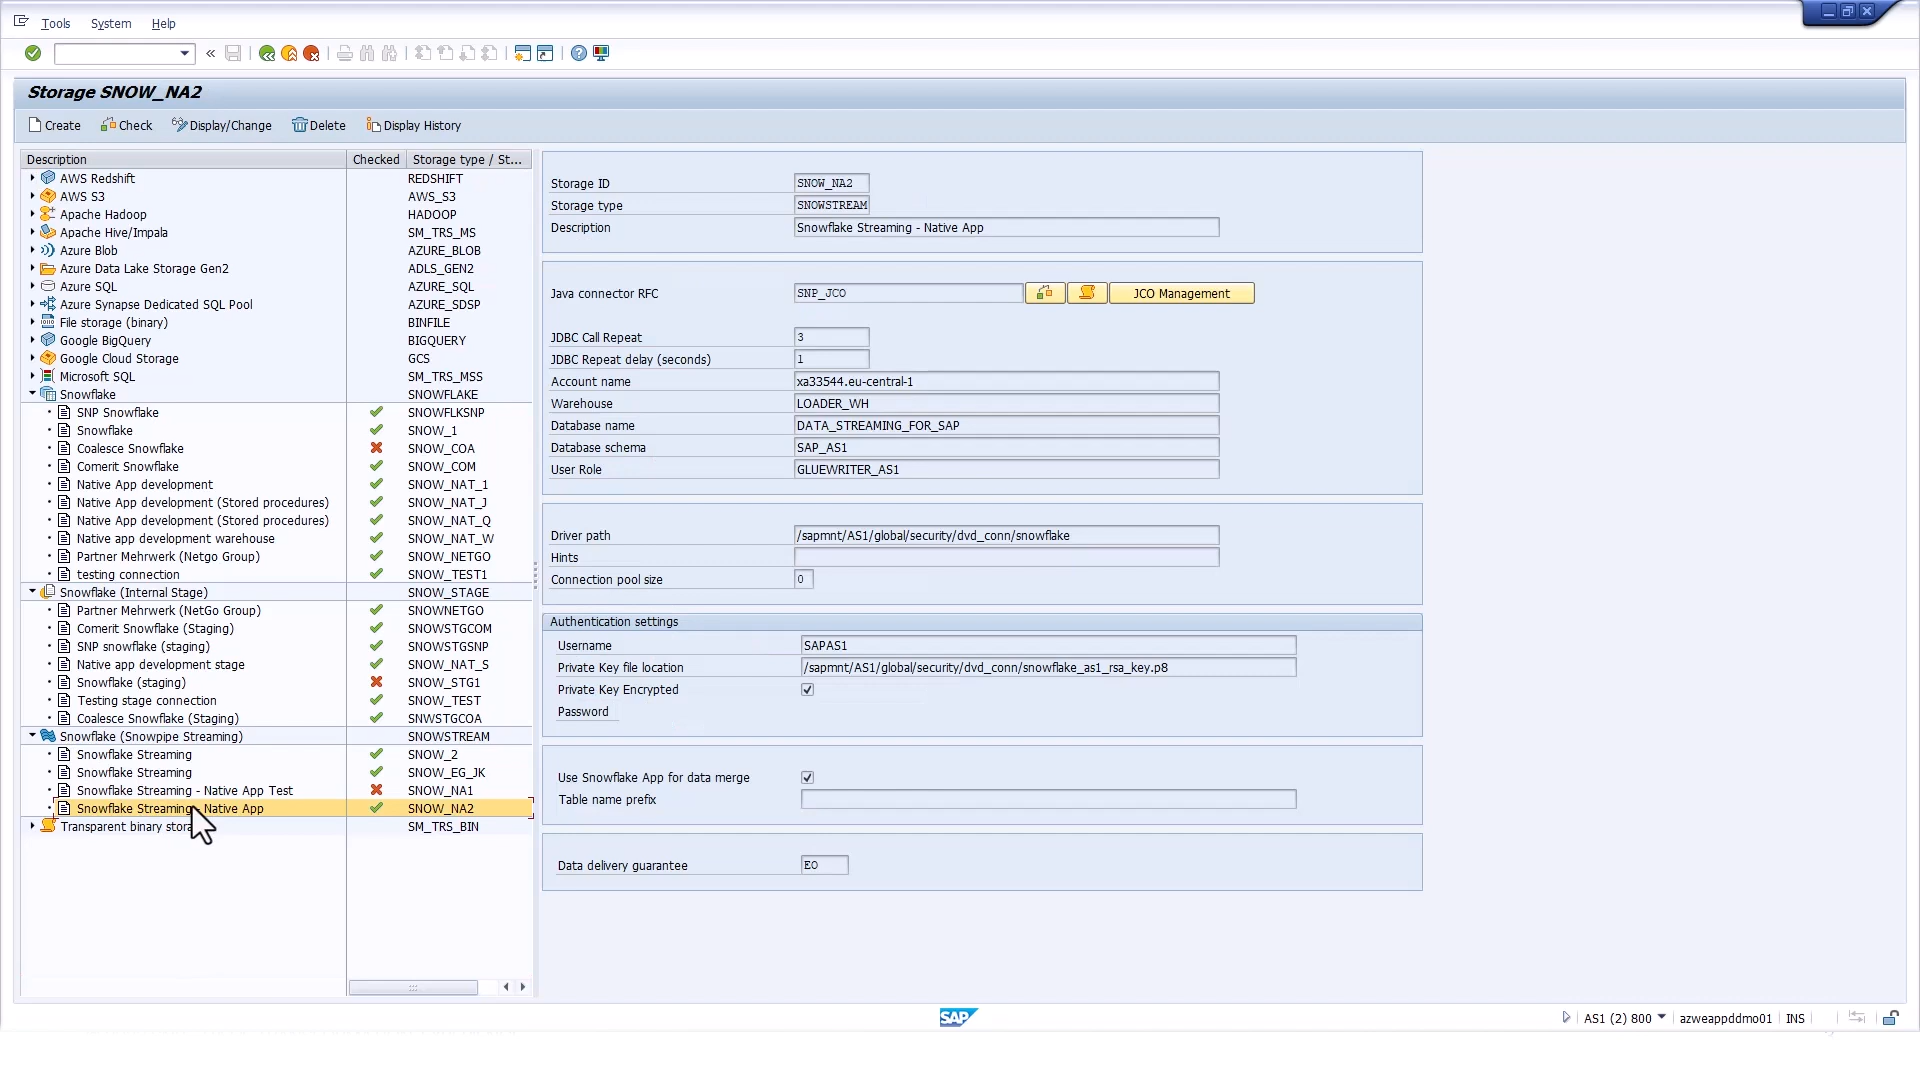 Tools System Help
Storage SNOW_NA2
Create Check Display/Change Delete Display History
Description Checked Storage type / St...
AWS Redshift REDSHIFT
AWS S3 AWS_S3
Apache Hadoop HADOOP
Apache Hive/Impala SM_TRS_MS
Azure Blob AZURE_BLOB
Azure Data Lake Storage Gen2 ADLS_GEN2
Azure SQL AZURE_SQL
Azure Synapse Dedicated SQL Pool AZURE_SDSP
File storage (binary) BINFILE
Google BigQuery BIGQUERY
Google Cloud Storage GCS
Microsoft SQL SM_TRS_MSS
Snowflake SNOWFLAKE
SNP Snowflake SNOWFLKSNP
Snowflake SNOW_1
Coalesce Snowflake SNOW_COA
Comerit Snowflake SNOW_COM
Native App development SNOW_NAT_1
Native App development (Stored procedures) SNOW_NAT_J
Native App development (Stored procedures) SNOW_NAT_Q
Native app development warehouse SNOW_NAT_W
Partner Mehrwerk (Netgo Group) SNOW_NETGO
testing connection SNOW_TEST1
Snowflake (Internal Stage) SNOW_STAGE
Partner Mehrwerk (NetGo Group) SNOWNETGO
Comerit Snowflake (Staging) SNOWSTGCOM
SNP snowflake (staging) SNOWSTGSNP
Native app development stage SNOW_NAT_S
Snowflake (staging) SNOW_STG1
Testing stage connection SNOW_TEST
Coalesce Snowflake (Staging) SNWSTGCOA
Snowflake (Snowpipe Streaming) SNOWSTREAM
Snowflake Streaming SNOW_2
Snowflake Streaming SNOW_EG_JK
Snowflake Streaming - Native App Test SNOW_NA1
Snowflake Streaming - Native App SNOW_NA2
Transparent binary stora SM_TRS_BIN
Storage ID SNOW_NA2
Storage type SNOWSTREAM
Description Snowflake Streaming - Native App
Java connector RFC SNP_JCO JCO Management
JDBC Call Repeat 3
JDBC Repeat delay (seconds) 1
Account name xa33544.eu-central-1
Warehouse LOADER_WH
Database name DATA_STREAMING_FOR_SAP
Database schema SAP_AS1
User Role GLUEWRITER_AS1
Driver path /sapmnt/AS1/global/security/dvd_conn/snowflake
Hints
Connection pool size 0
Authentication settings
Username SAPAS1
Private Key file location /sapmnt/AS1/global/security/dvd_conn/snowflake_as1_rsa_key.p8
Private Key Encrypted
Password
Use Snowflake App for data merge
Table name prefix
Data delivery guarantee EO
SAP
AS1 (2) 800 azweappddmo01 INS